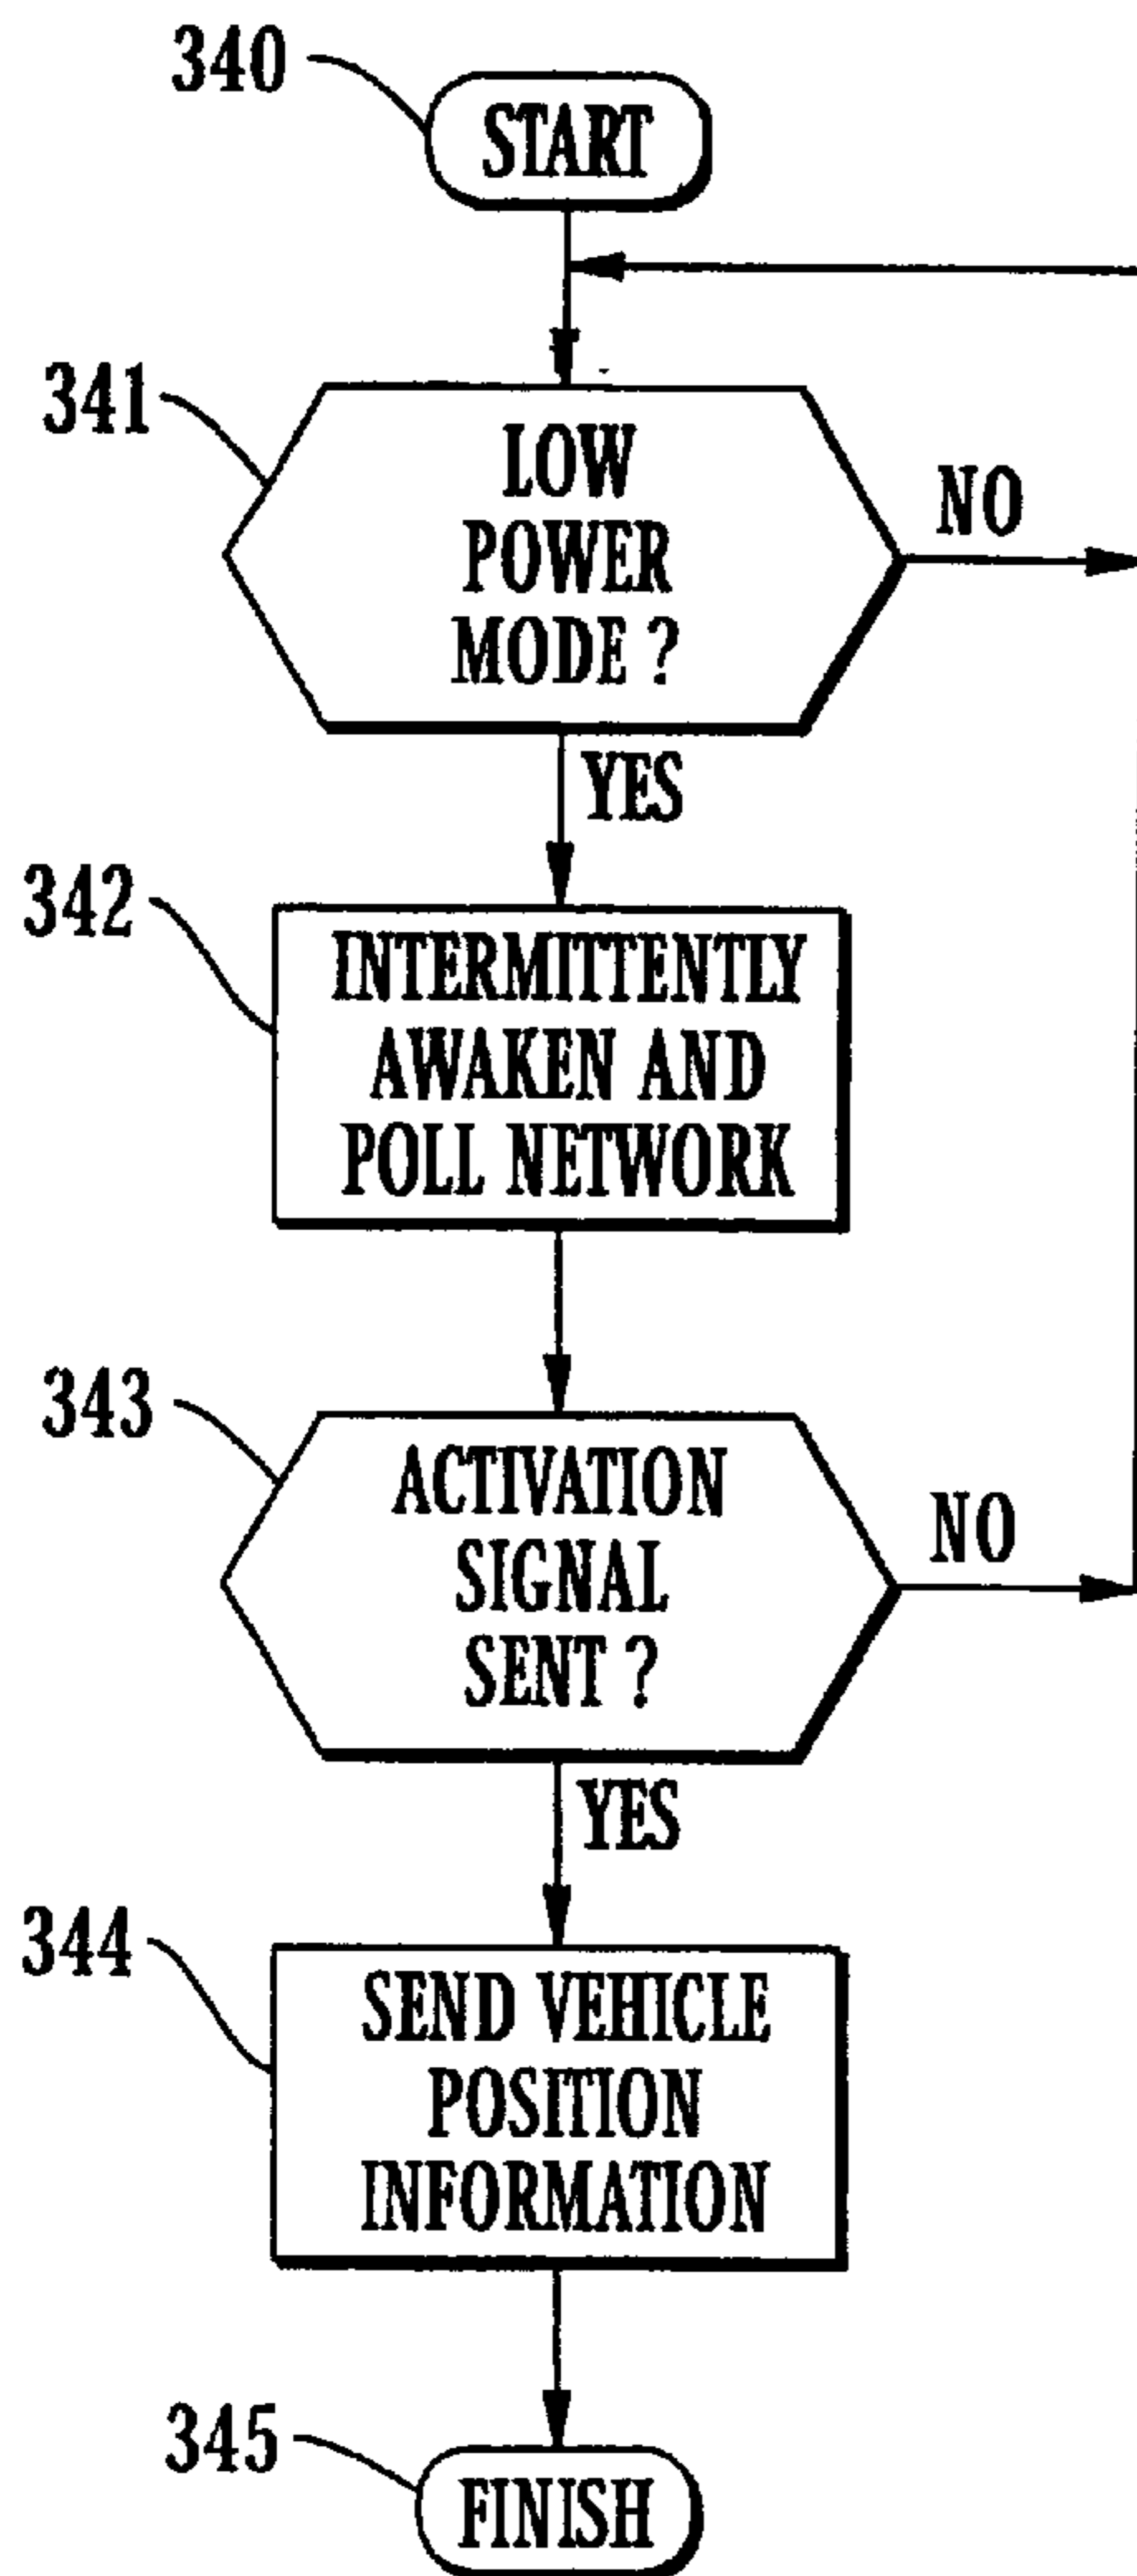 340
START
341
LOW
POWER
MODE ?
NO
YES
342
INTERMITTENTLY
AWAKEN AND
POLL NETWORK
343
ACTIVATION
SIGNAL
SENT ?
NO
YES
344
SEND VEHICLE
POSITION
INFORMATION
345
FINISH